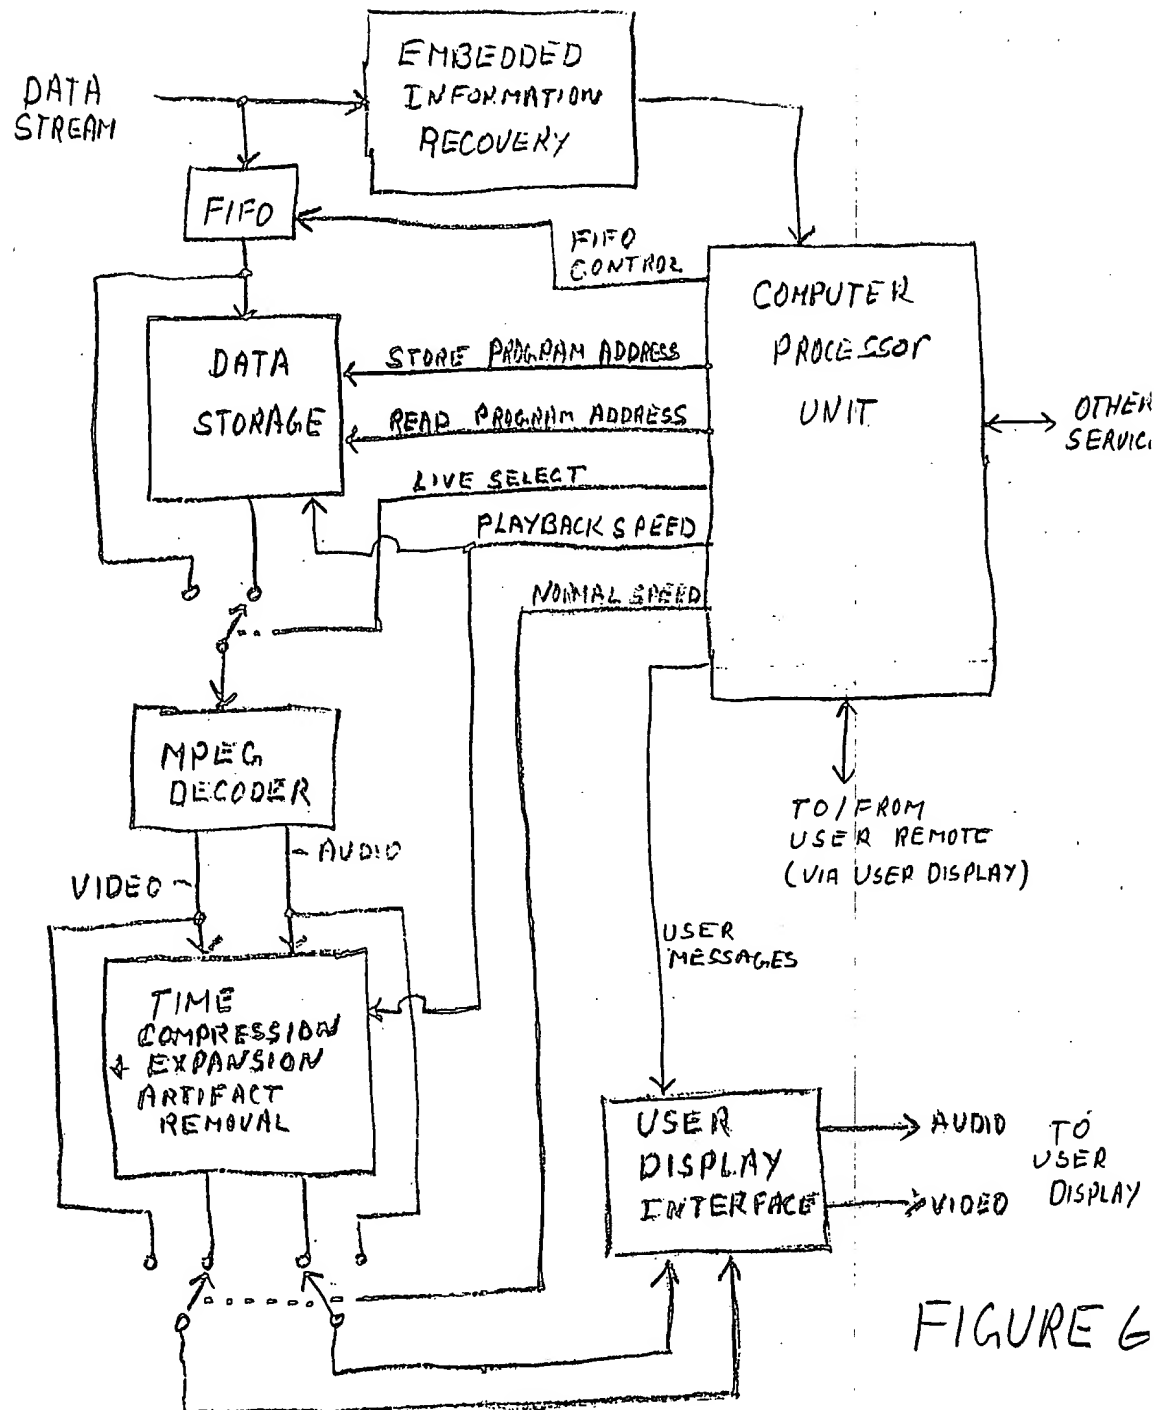 DATA
STREAM
EMBEDDED
INFORMATION
RECOVERY
FIFO
FIFO
CONTROL
COMPUTER
PROCESSOR
UNIT
DATA
STORAGE
STORE PROGRAM ADDRESS
READ PROGRAM ADDRESS
LIVE SELECT
PLAYBACK SPEED
NORMAL SPEED
OTHER
SERVIC
MPEG
DECODER
AUDIO
VIDEO
TO/FROM
USER REMOTE
(VIA USER DISPLAY)
USER
MESSAGES
TIME
COMPRESSION
+ EXPANSION
ARTIFACT
REMOVAL
USER
DISPLAY
INTERFACE
AUDIO
VIDEO
TO
USER
DISPLAY
FIGURE 6